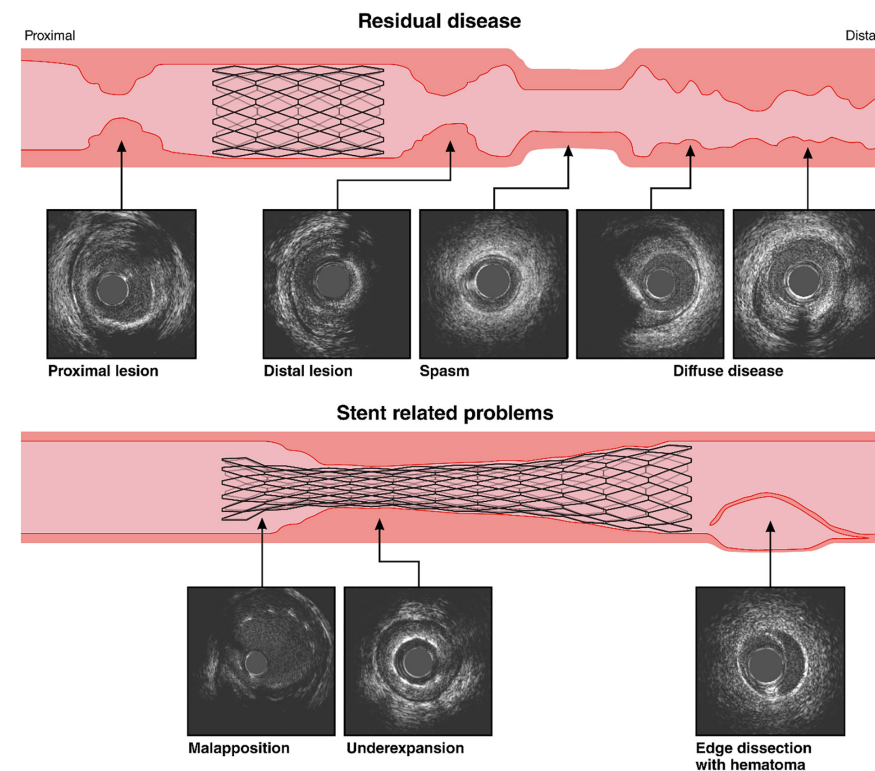 Residual disease
Proximal
Dista
Proximal lesion
Distal lesion
Spasm
Diffuse disease
Stent related problems
Malapposition
Underexpansion
Edge dissection
with hematoma